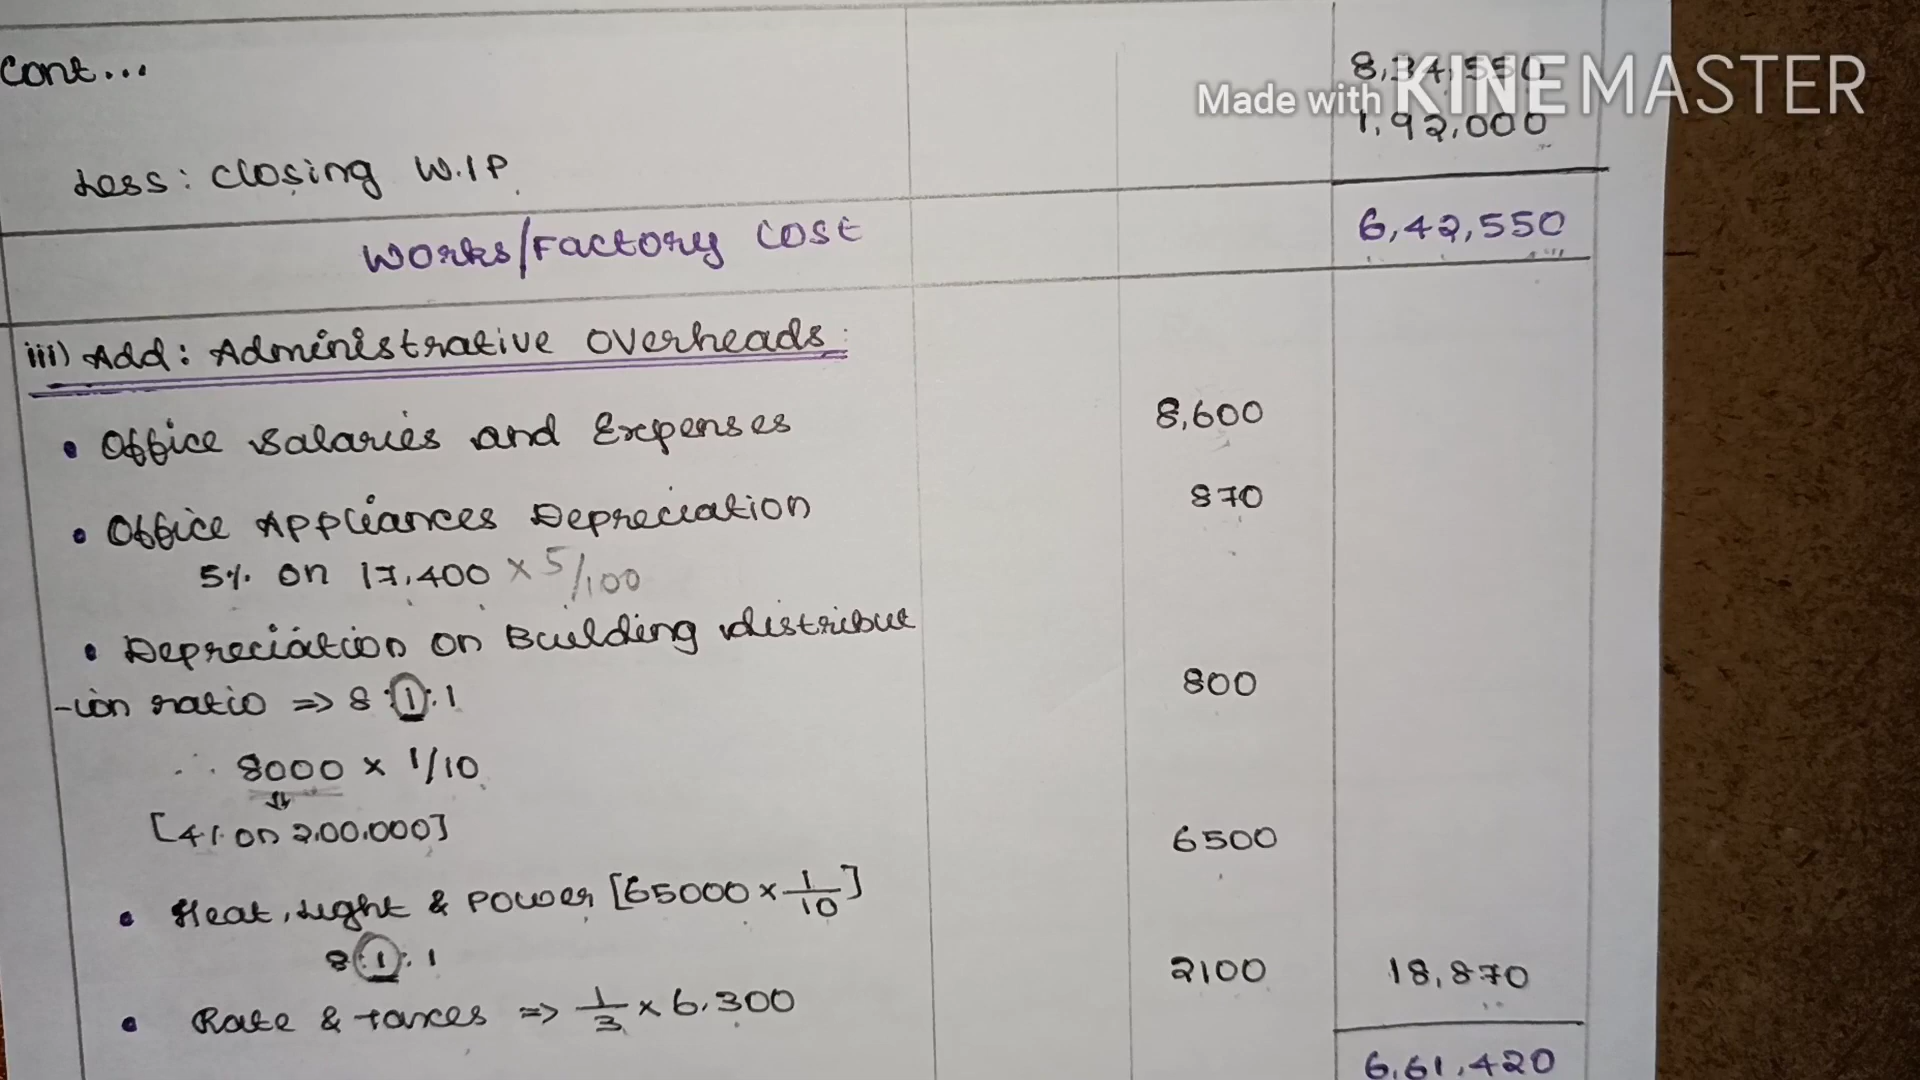 Cont... 8,34,550
Made with KINEMASTER
1,92,000
Less: Closing W.I.P.
Works/Factory Cost 6,42,550
iii) Add: Administrative Overheads:
• Office Salaries and Expenses 8,600
• Office Appliances Depreciation 870
5% on 17,400 × 5/100
• Depreciation on Building distribut
-ion ratio => 8:1:1 800
∴ 8000 × 1/10
[4% on 2,00,000]
6500
• Heat, Light & Power [65000 × 1/10]
8:1:1
2100 18,870
• Rate & taxes => 1/3 × 6,300
6,61,420